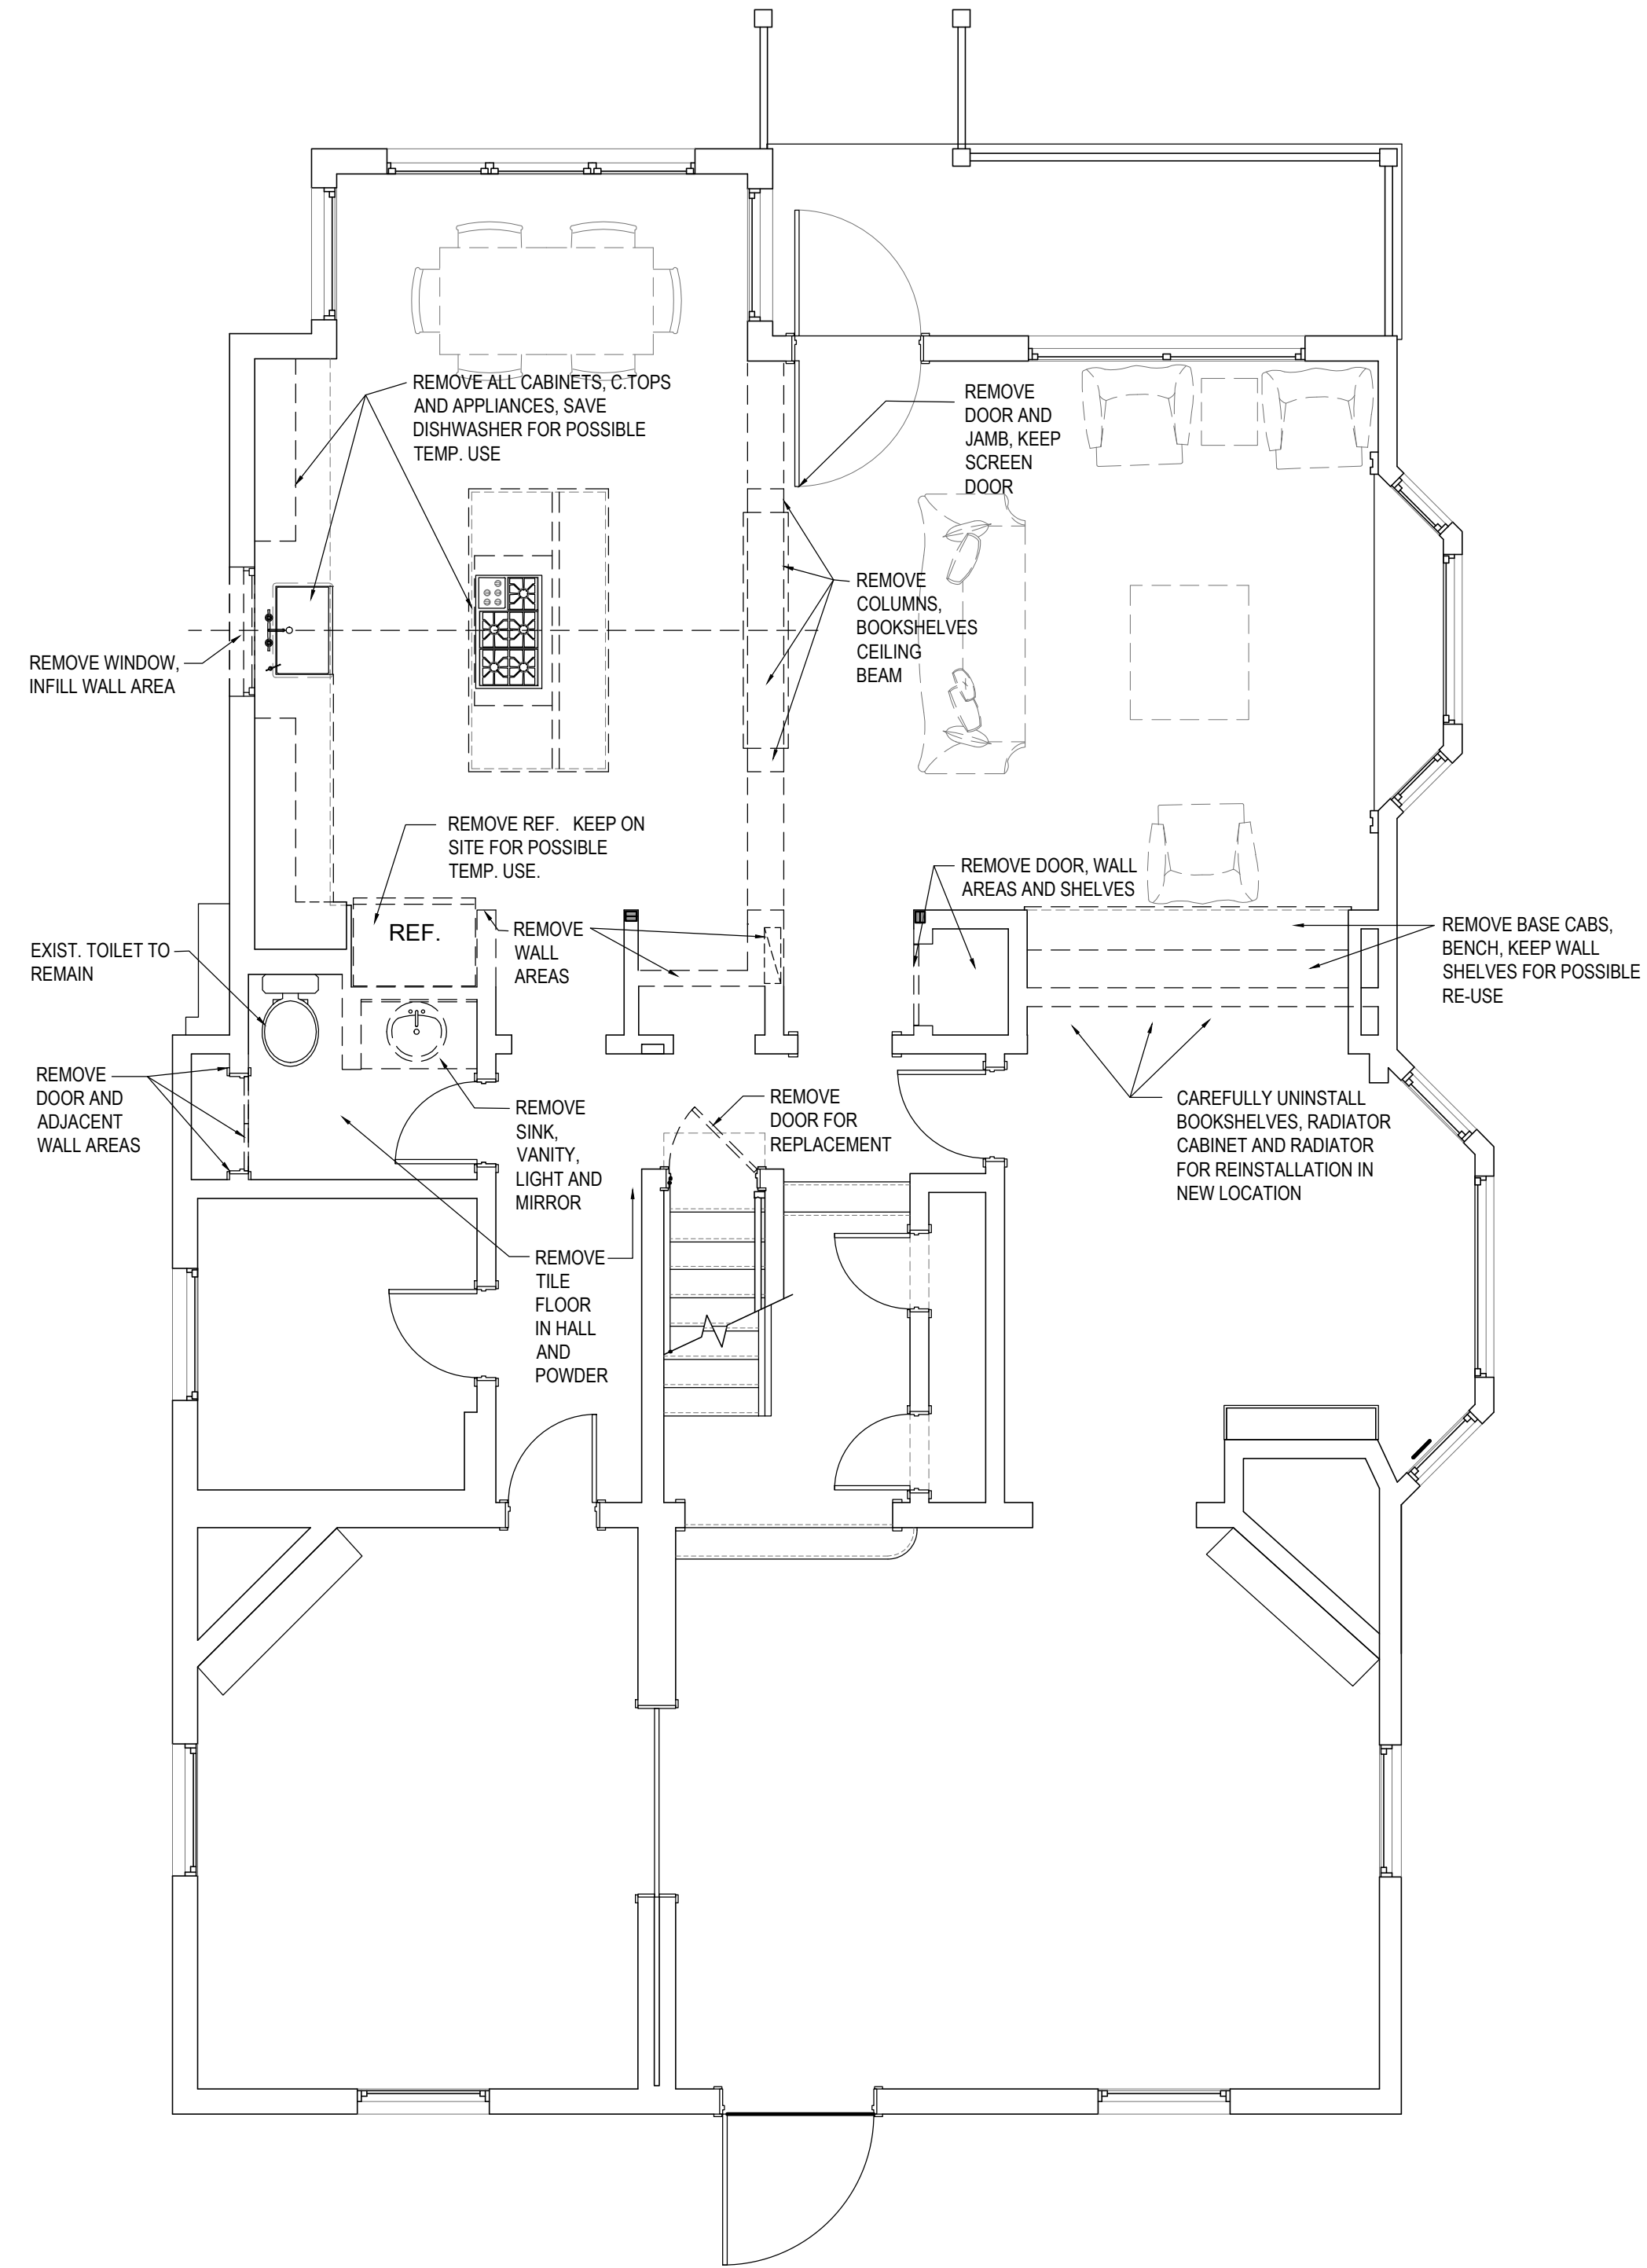 REMOVE ALL CABINETS, C.TOPS
AND APPLIANCES, SAVE
DISHWASHER FOR POSSIBLE
TEMP. USE
REMOVE
DOOR AND
JAMB, KEEP
SCREEN
DOOR
REMOVE
COLUMNS,
BOOKSHELVES
CEILING
BEAM
REMOVE WINDOW,
INFILL WALL AREA
REMOVE REF. KEEP ON
SITE FOR POSSIBLE
TEMP. USE.
REMOVE DOOR, WALL
AREAS AND SHELVES
REF.
REMOVE
WALL
AREAS
REMOVE BASE CABS,
BENCH, KEEP WALL
SHELVES FOR POSSIBLE
RE-USE
EXIST. TOILET TO
REMAIN
REMOVE
DOOR AND
ADJACENT
WALL AREAS
REMOVE
SINK,
VANITY,
LIGHT AND
MIRROR
REMOVE
DOOR FOR
REPLACEMENT
CAREFULLY UNINSTALL
BOOKSHELVES, RADIATOR
CABINET AND RADIATOR
FOR REINSTALLATION IN
NEW LOCATION
REMOVE
TILE
FLOOR
IN HALL
AND
POWDER